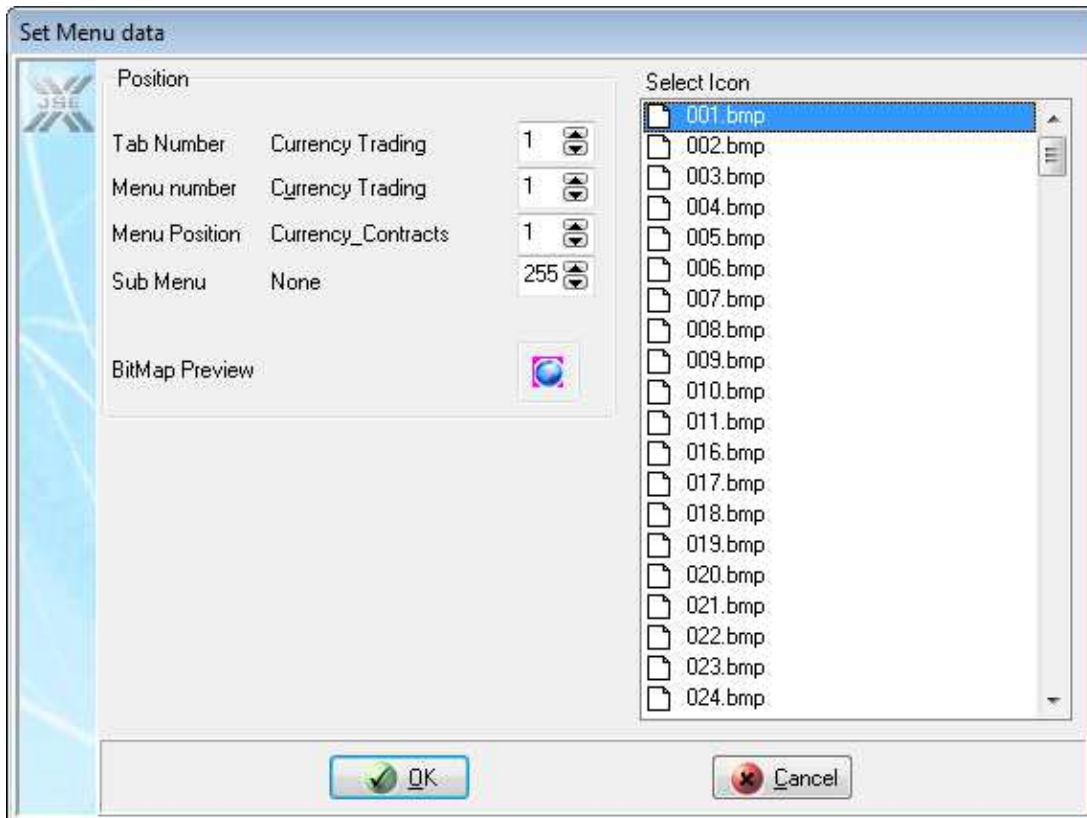 Set Menu data
JSE
Position
Tab Number Currency Trading 1
Menu number Currency Trading 1
Menu Position Currency_Contracts 1
Sub Menu None 255
BitMap Preview
Select Icon
001.bmp
002.bmp
003.bmp
004.bmp
005.bmp
006.bmp
007.bmp
008.bmp
009.bmp
010.bmp
011.bmp
016.bmp
017.bmp
018.bmp
019.bmp
020.bmp
021.bmp
022.bmp
023.bmp
024.bmp
OK
Cancel